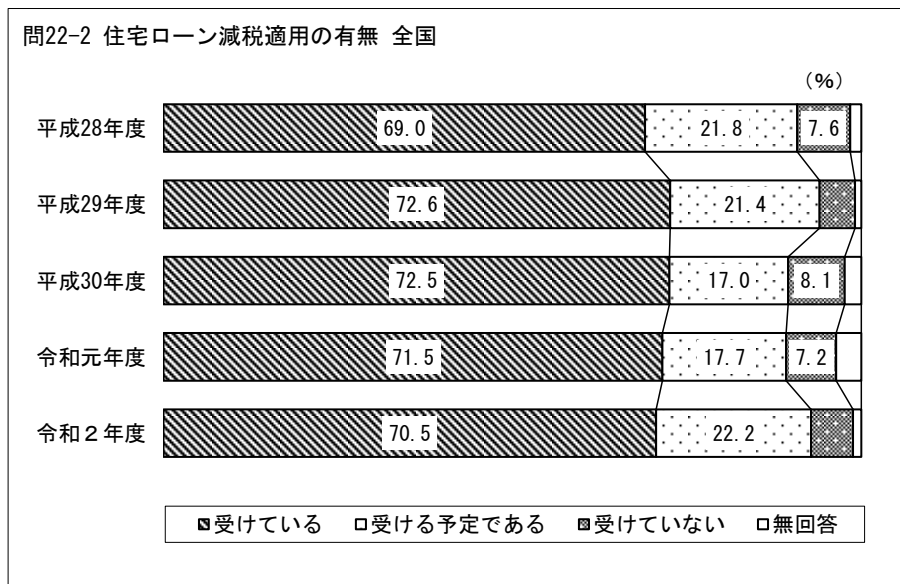 問22-2 住宅ローン減税適用の有無 全国
（%）
平成28年度 69.0 21.8 7.6
平成29年度 72.6 21.4
平成30年度 72.5 17.0 8.1
令和元年度 71.5 17.7 7.2
令和２年度 70.5 22.2
受けている 受ける予定である 受けていない 無回答